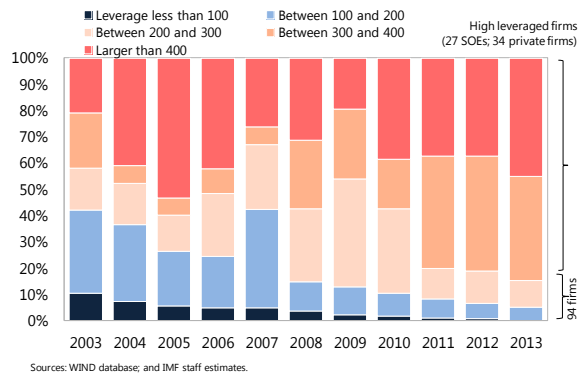 Leverage less than 100
Between 100 and 200
Between 200 and 300
Between 300 and 400
Larger than 400
High leveraged firms
(27 SOEs; 34 private firms)
100%
90%
80%
70%
60%
50%
40%
30%
20%
10%
0%
94 firms
2003 2004 2005 2006 2007 2008 2009 2010 2011 2012 2013
Sources: WIND database; and IMF staff estimates.